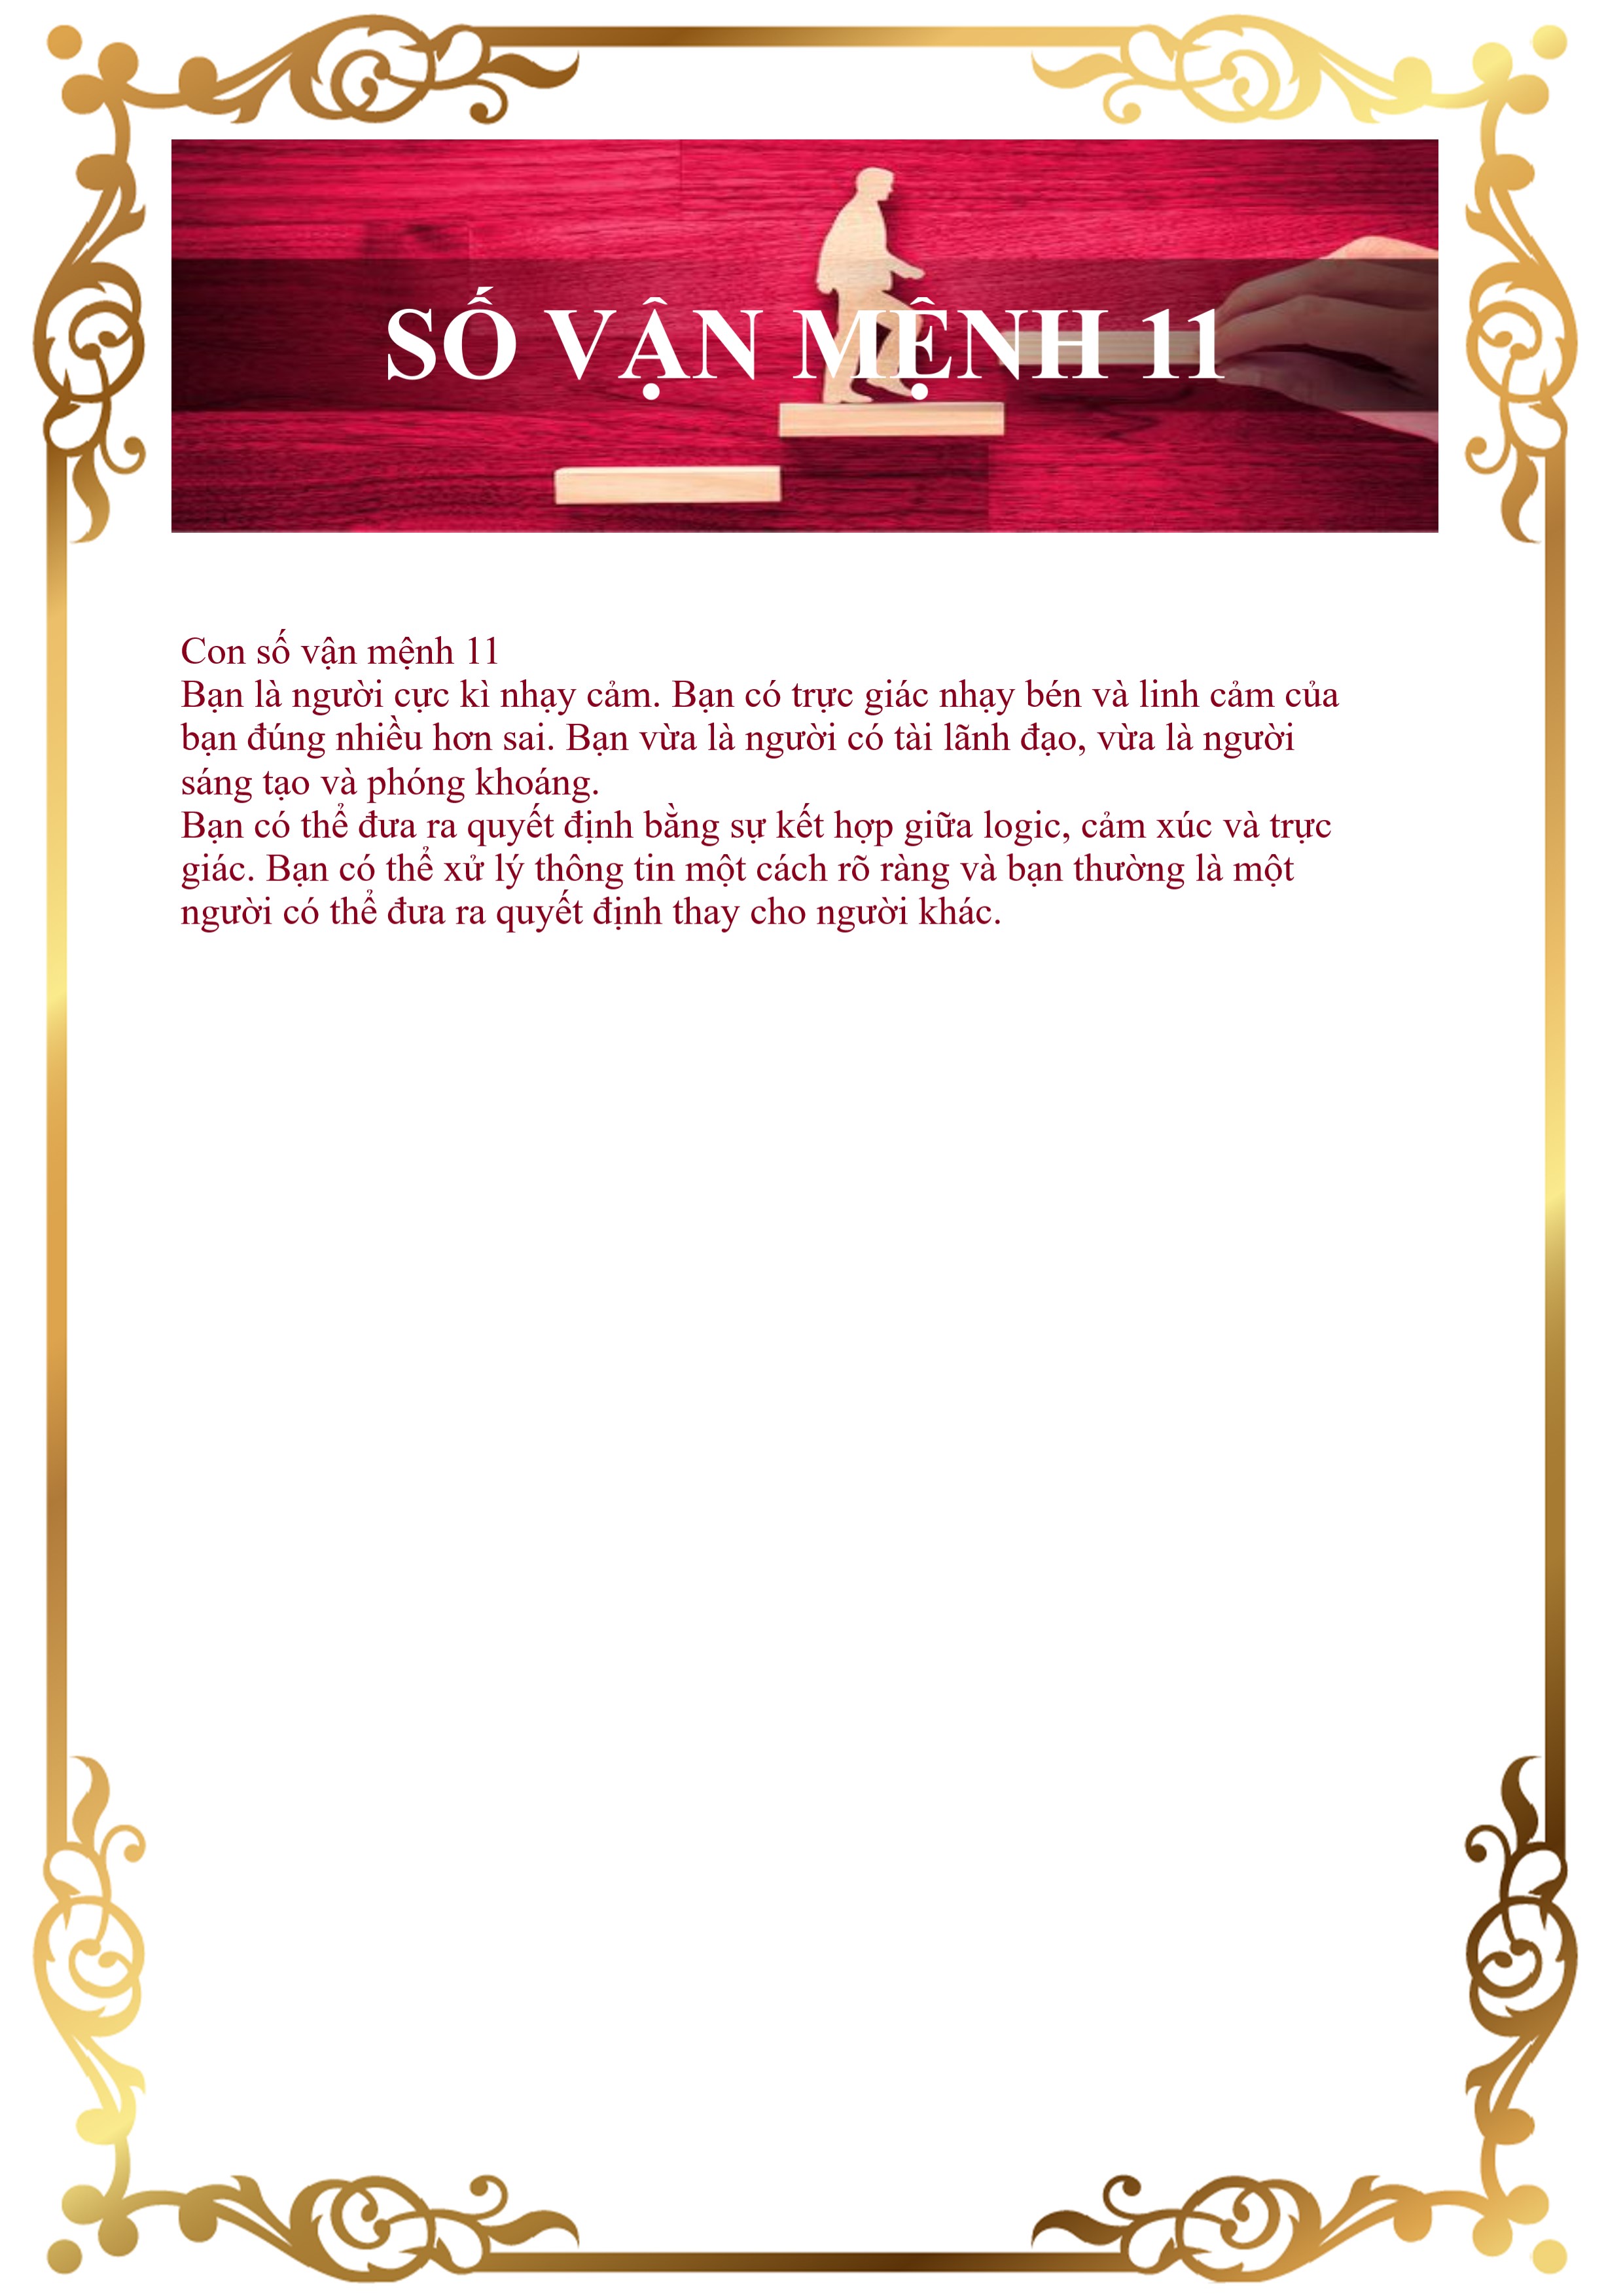 SỐ VẬN MỆNH 11
Con số vận mệnh 11
Bạn là người cực kì nhạy cảm. Bạn có trực giác nhạy bén và linh cảm của
bạn đúng nhiều hơn sai. Bạn vừa là người có tài lãnh đạo, vừa là người
sáng tạo và phóng khoáng.
Bạn có thể đưa ra quyết định bằng sự kết hợp giữa logic, cảm xúc và trực
giác. Bạn có thể xử lý thông tin một cách rõ ràng và bạn thường là một
người có thể đưa ra quyết định thay cho người khác.